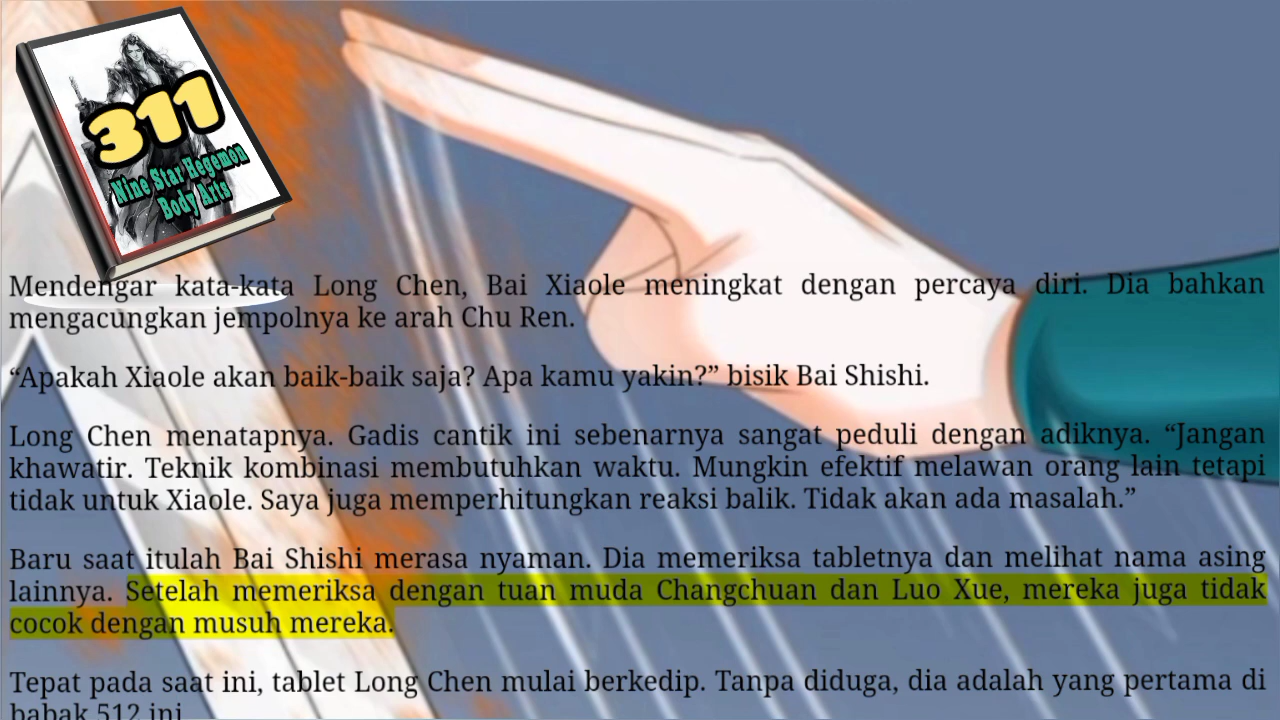 311
Nine Star Hegemon
Body Arts
Mendengar kata-kata Long Chen, Bai Xiaole meningkat dengan percaya diri. Dia bahkan
mengacungkan jempolnya ke arah Chu Ren.
“Apakah Xiaole akan baik-baik saja? Apa kamu yakin?” bisik Bai Shishi.
Long Chen menatapnya. Gadis cantik ini sebenarnya sangat peduli dengan adiknya. “Jangan
khawatir. Teknik kombinasi membutuhkan waktu. Mungkin efektif melawan orang lain tetapi
tidak untuk Xiaole. Saya juga memperhitungkan reaksi balik. Tidak akan ada masalah.”
Baru saat itulah Bai Shishi merasa nyaman. Dia memeriksa tabletnya dan melihat nama asing
lainnya. Setelah memeriksa dengan tuan muda Changchuan dan Luo Xue, mereka juga tidak
cocok dengan musuh mereka.
Tepat pada saat ini, tablet Long Chen mulai berkedip. Tanpa diduga, dia adalah yang pertama di
babak 512 ini